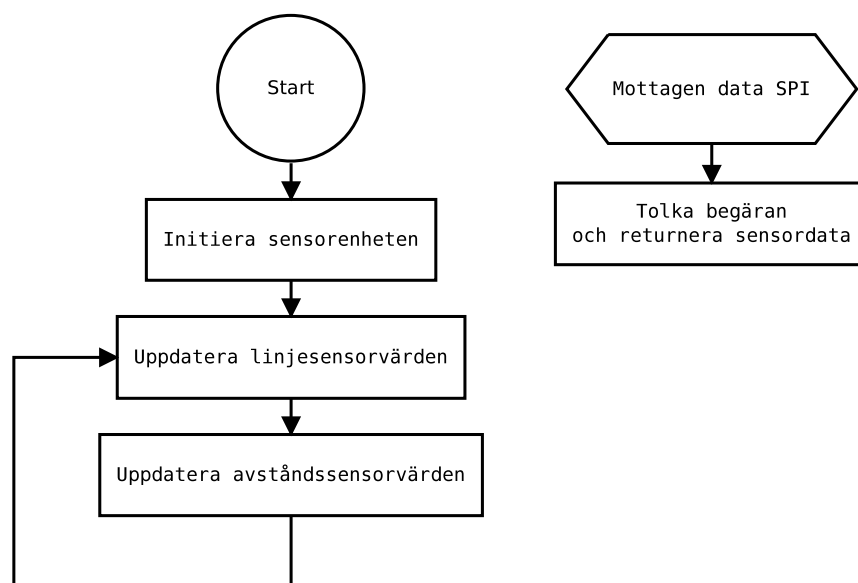 Start
Initiera sensorenheten
Uppdatera linjesensorvärden
Uppdatera avståndssensorvärden
Mottagen data SPI
Tolka begäran
och returnera sensordata